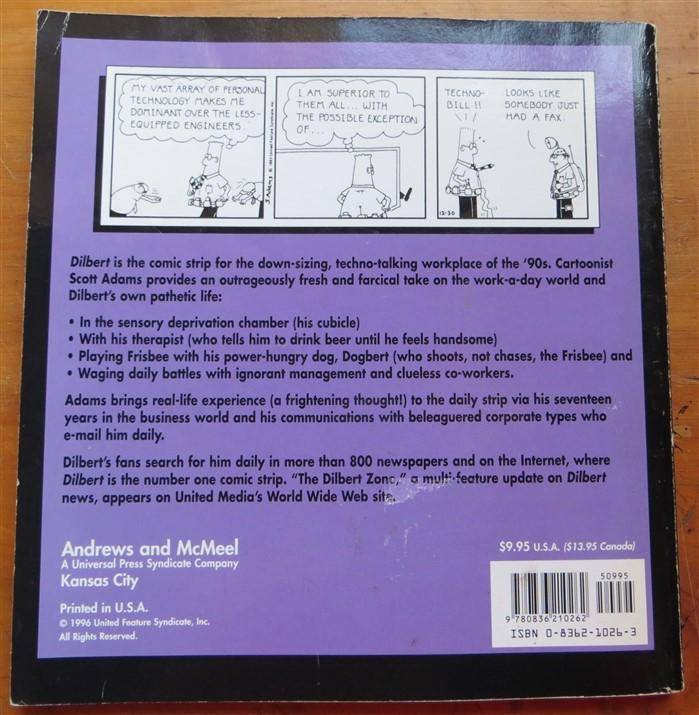 MY VAST ARRAY OF PERSONAL
TECHNOLOGY MAKES ME
DOMINANT OVER THE LESS-
EQUIPPED ENGINEERS.
I AM SUPERIOR TO
THEM ALL... WITH
THE POSSIBLE EXCEPTION
OF...
TECHNO-
BILL!!
LOOKS LIKE
SOMEBODY JUST
HAD A FAX.
12-30
Dilbert is the comic strip for the down-sizing, techno-talking workplace of the '90s. Cartoonist
Scott Adams provides an outrageously fresh and farcical take on the work-a-day world and
Dilbert's own pathetic life:
• In the sensory deprivation chamber (his cubicle)
• With his therapist (who tells him to drink beer until he feels handsome)
• Playing Frisbee with his power-hungry dog, Dogbert (who shoots, not chases, the Frisbee) and
• Waging daily battles with ignorant management and clueless co-workers.
Adams brings real-life experience (a frightening thought!) to the daily strip via his seventeen
years in the business world and his communications with beleaguered corporate types who
e-mail him daily.
Dilbert's fans search for him daily in more than 800 newspapers and on the Internet, where
Dilbert is the number one comic strip. "The Dilbert Zone," a multi-feature update on Dilbert
news, appears on United Media's World Wide Web site.
Andrews and McMeel
A Universal Press Syndicate Company
Kansas City
Printed in U.S.A.
© 1996 United Feature Syndicate, Inc.
All Rights Reserved.
$9.95 U.S.A. ($13.95 Canada)
50995
9 780836 210262
ISBN 0-8362-1026-3